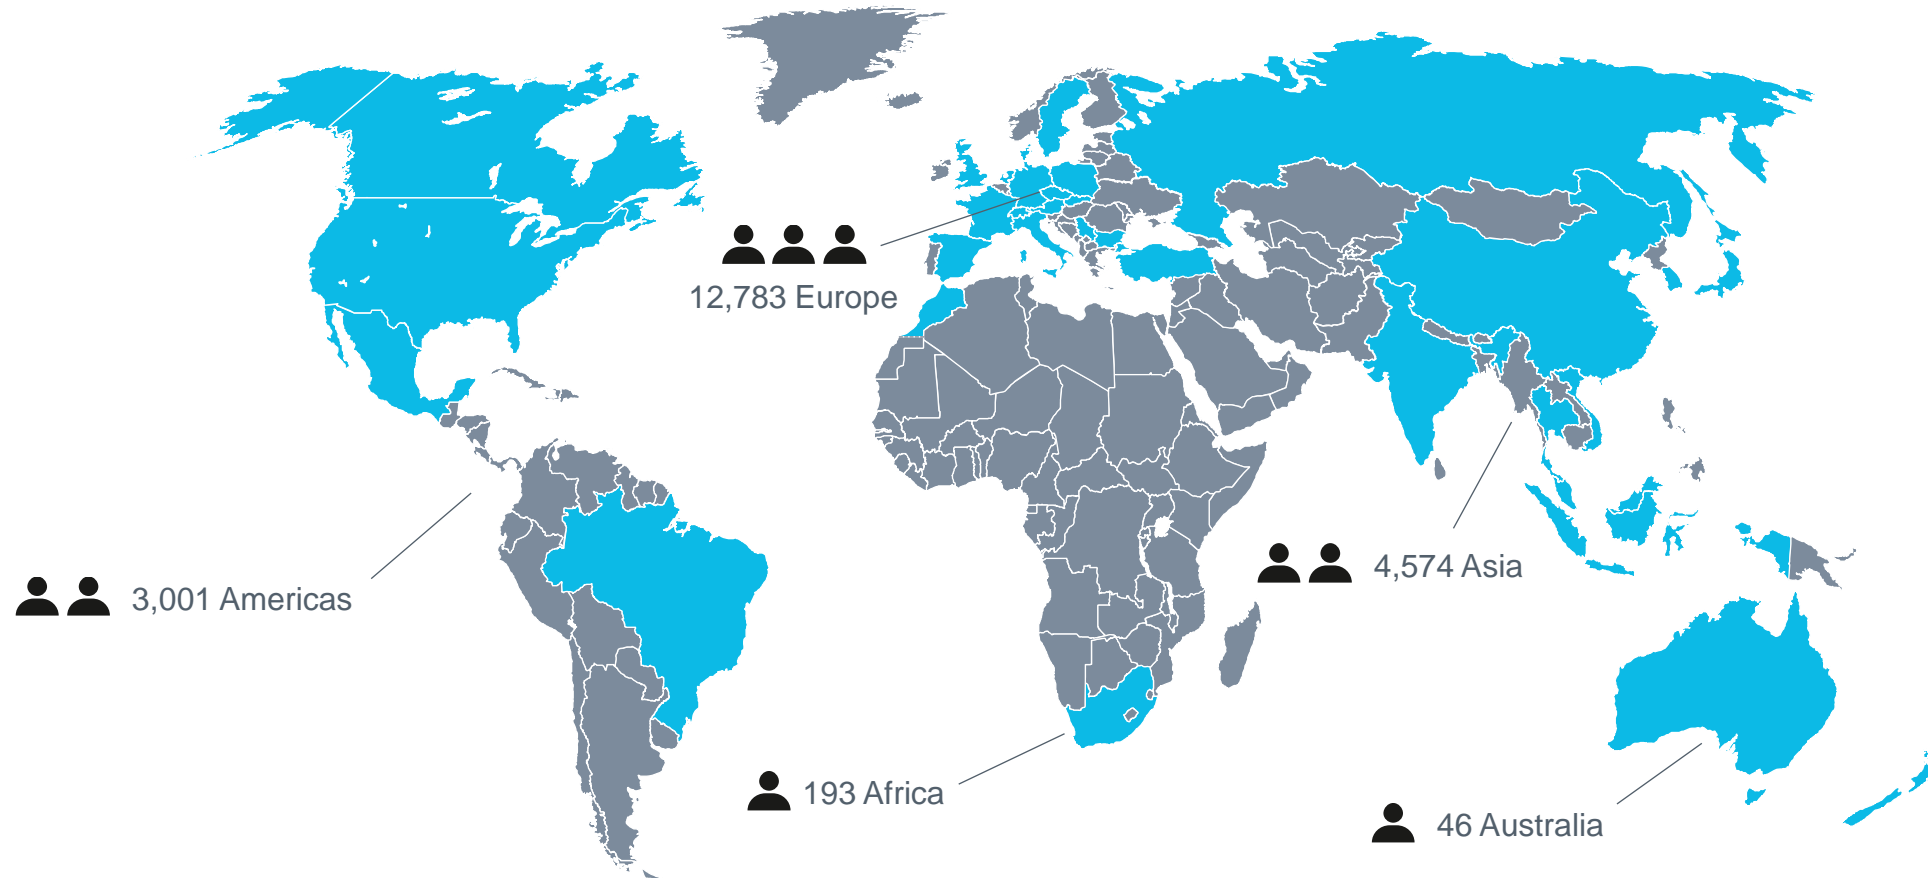 12,783 Europe
4,574 Asia
3,001 Americas
193 Africa
46 Australia